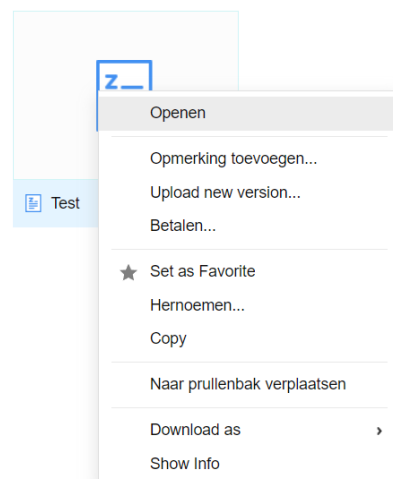 Z
Openen
Opmerking toevoegen...
Upload new version...
Betalen...
Test
Set as Favorite
Hernoemen...
Copy
Naar prullenbak verplaatsen
Download as
Show Info